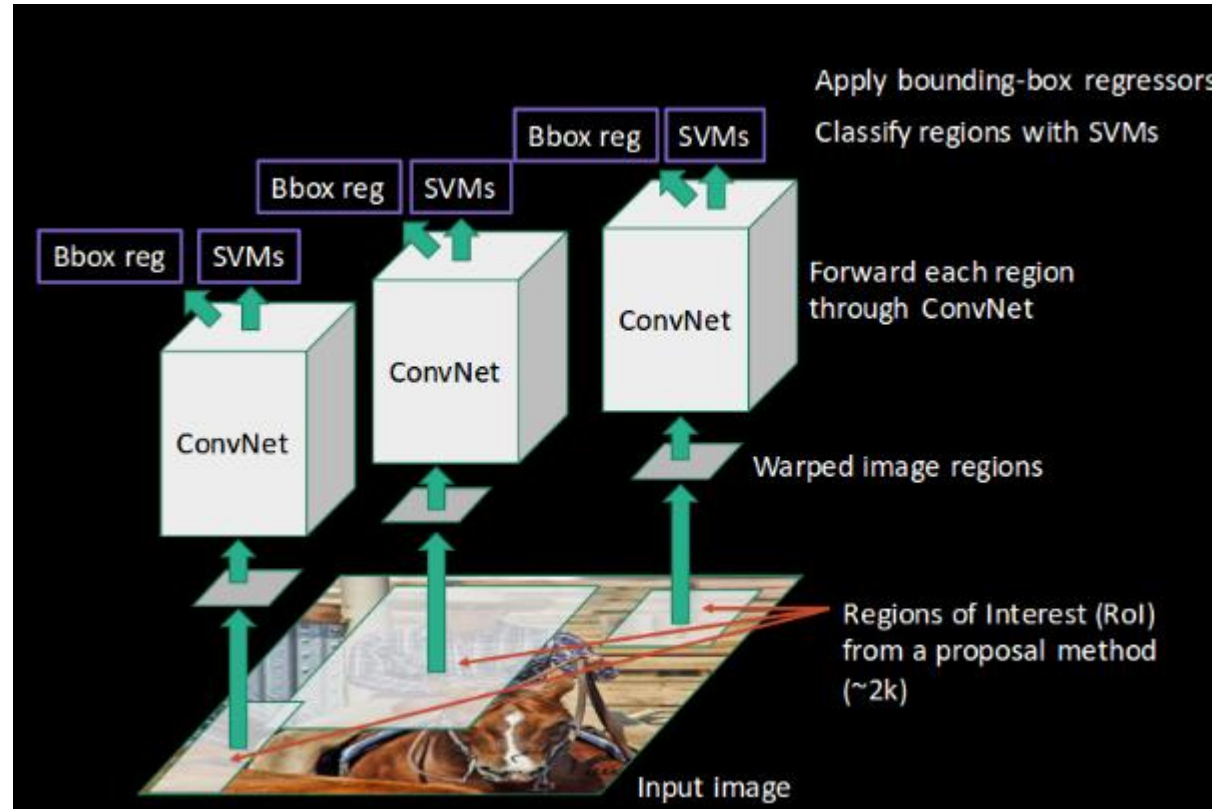 Apply bounding-box regressors
Bbox reg
SVMs
Classify regions with SVMs
Bbox reg
SVMs
Bbox reg
SVMs
Forward each region
through ConvNet
ConvNet
ConvNet
ConvNet
Warped image regions
Regions of Interest (RoI)
from a proposal method
(~2k)
Input image